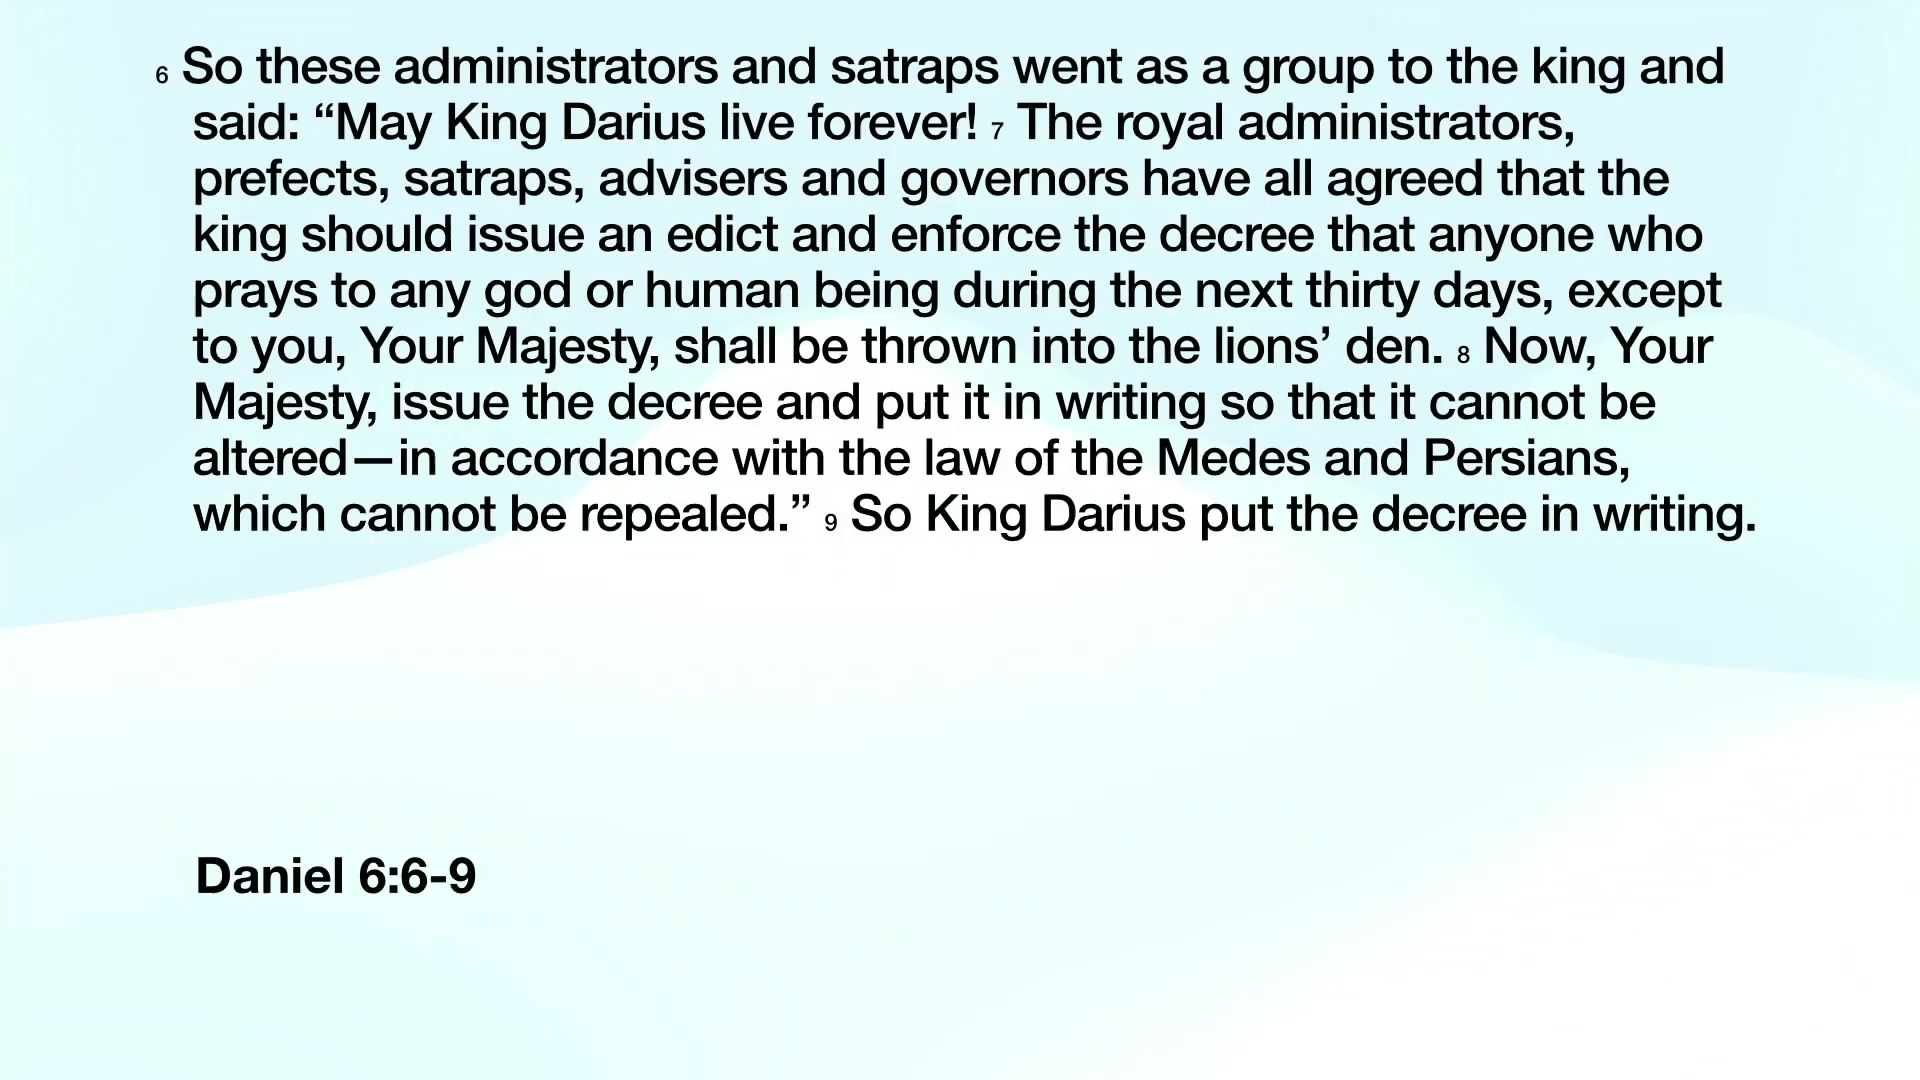 6 So these administrators and satraps went as a group to the king and
said: “May King Darius live forever! 7 The royal administrators,
prefects, satraps, advisers and governors have all agreed that the
king should issue an edict and enforce the decree that anyone who
prays to any god or human being during the next thirty days, except
to you, Your Majesty, shall be thrown into the lions’ den. 8 Now, Your
Majesty, issue the decree and put it in writing so that it cannot be
altered—in accordance with the law of the Medes and Persians,
which cannot be repealed.” 9 So King Darius put the decree in writing.
Daniel 6:6-9